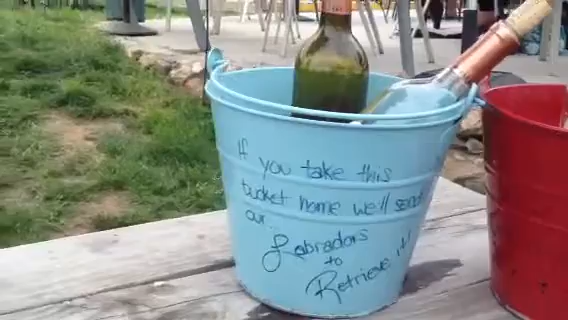 If you take this
bucket home we'll send
our
Labradors
to
Retrieve it!